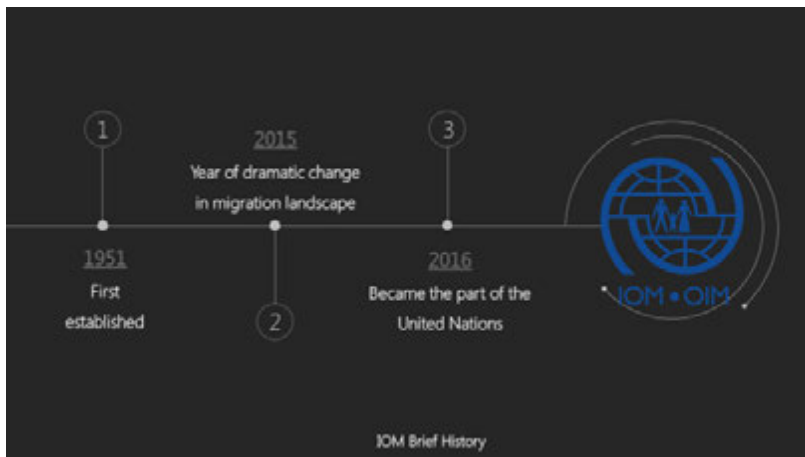 1
1951
First
established
2015
Year of dramatic change
in migration landscape
2
3
2016
Became the part of the
United Nations
IOM • OIM
IOM Brief History